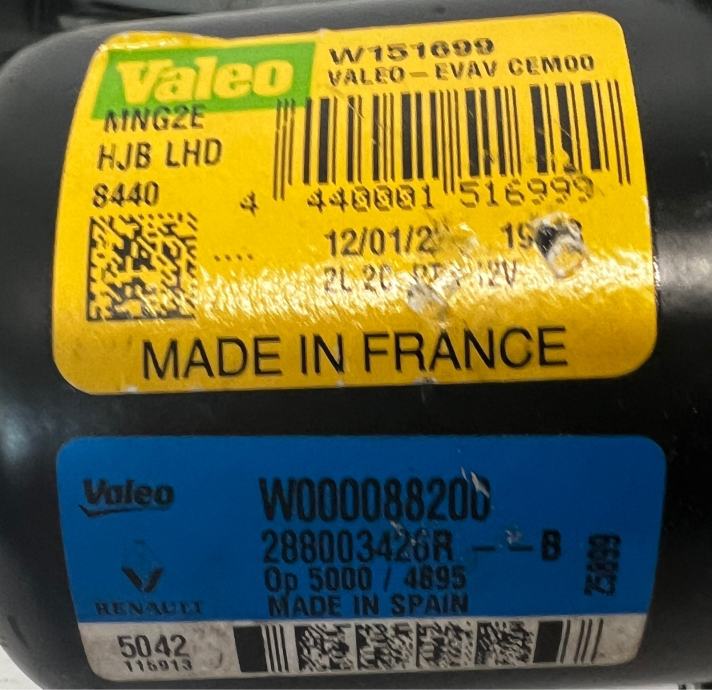 Valeo
W151699
VALEO-EVAV CEM00
MNG2E
HJB LHD
8440
4 440001 516999
12/01/2
MADE IN FRANCE
Valeo
W000088200
288003426R -- B
Op 5000 / 4895
RENAULT
MADE IN SPAIN
5042
115913